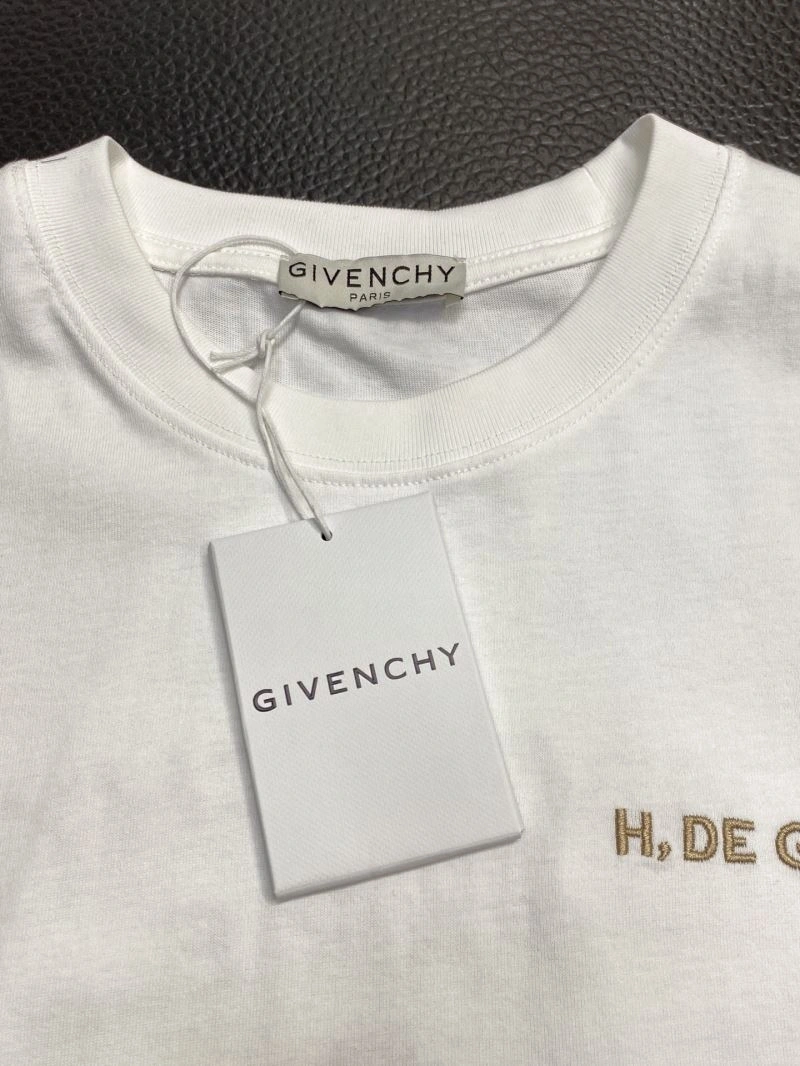 GIVENCHY
PARIS
GIVENCHY
H, DE G